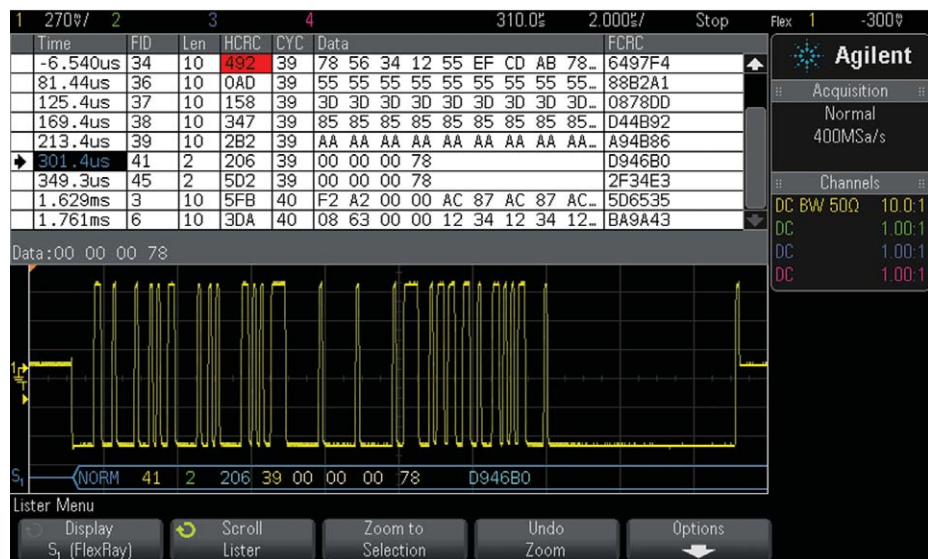 1 270V/ 2 3 4 310.0s 2.000s/ Stop Flex 1 -300V
Time FID Len HCRC CYC Data FCRC
-6.540us 34 10 492 39 78 56 34 12 55 EF CD AB 78… 6497F4
81.44us 36 10 0AD 39 55 55 55 55 55 55 55 55 55… 88B2A1
125.4us 37 10 158 39 3D 3D 3D 3D 3D 3D 3D 3D 3D… 0878DD
169.4us 38 10 347 39 85 85 85 85 85 85 85 85 85… D44B92
213.4us 39 10 2B2 39 AA AA AA AA AA AA AA AA AA… A94B86
301.4us 41 2 206 39 00 00 00 78 D946B0
349.3us 45 2 5D2 39 00 00 00 78 2F34E3
1.629ms 3 10 5FB 40 F2 A2 00 00 AC 87 AC 87 AC… 5D6535
1.761ms 6 10 3DA 40 08 63 00 00 12 34 12 34 12… BA9A43
Data:00 00 00 78
Agilent
Acquisition
Normal
400MSa/s
Channels
DC BW 50Ω 10.0:1
DC 1.00:1
DC 1.00:1
DC 1.00:1
1
S1 NORM 41 2 206 39 00 00 00 78 D946B0
Lister Menu
Display
S1 (FlexRay)
Scroll
Lister
Zoom to
Selection
Undo
Zoom
Options